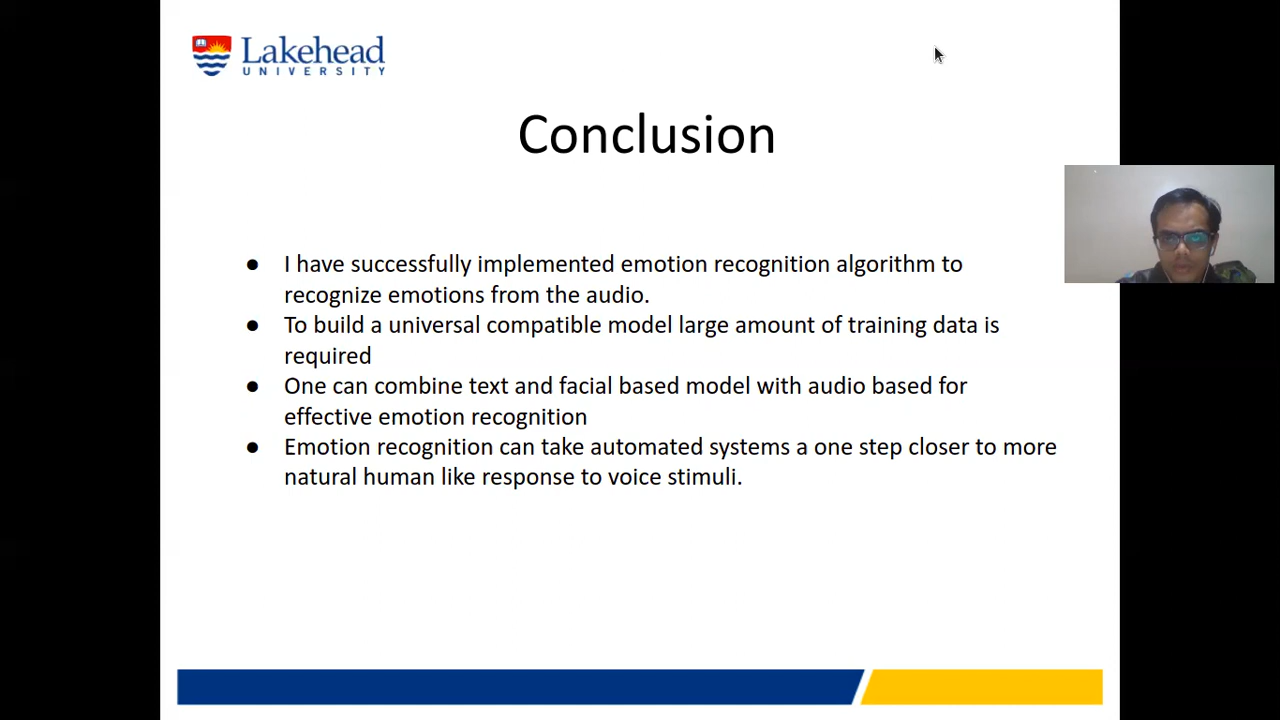 Lakehead
UNIVERSITY
Conclusion
● I have successfully implemented emotion recognition algorithm to
recognize emotions from the audio.
● To build a universal compatible model large amount of training data is
required
● One can combine text and facial based model with audio based for
effective emotion recognition
● Emotion recognition can take automated systems a one step closer to more
natural human like response to voice stimuli.